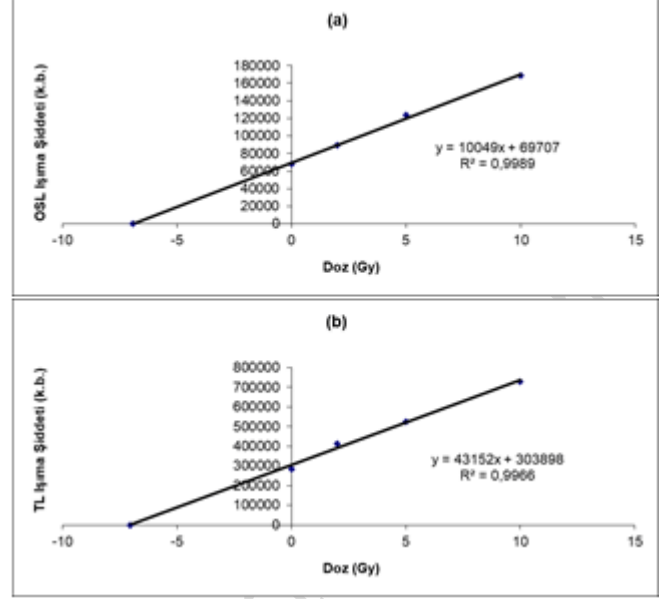 (a)
OSL Işıma Şiddeti (k.b.)
180000
160000
140000
120000
100000
80000
60000
40000
20000
0
y = 10049x + 69707
R² = 0,9989
-10 -5 0 5 10 15
Doz (Gy)
(b)
TL Işıma Şiddeti (k.b.)
800000
700000
600000
500000
400000
300000
200000
100000
0
y = 43152x + 303898
R² = 0,9966
-10 -5 0 5 10 15
Doz (Gy)